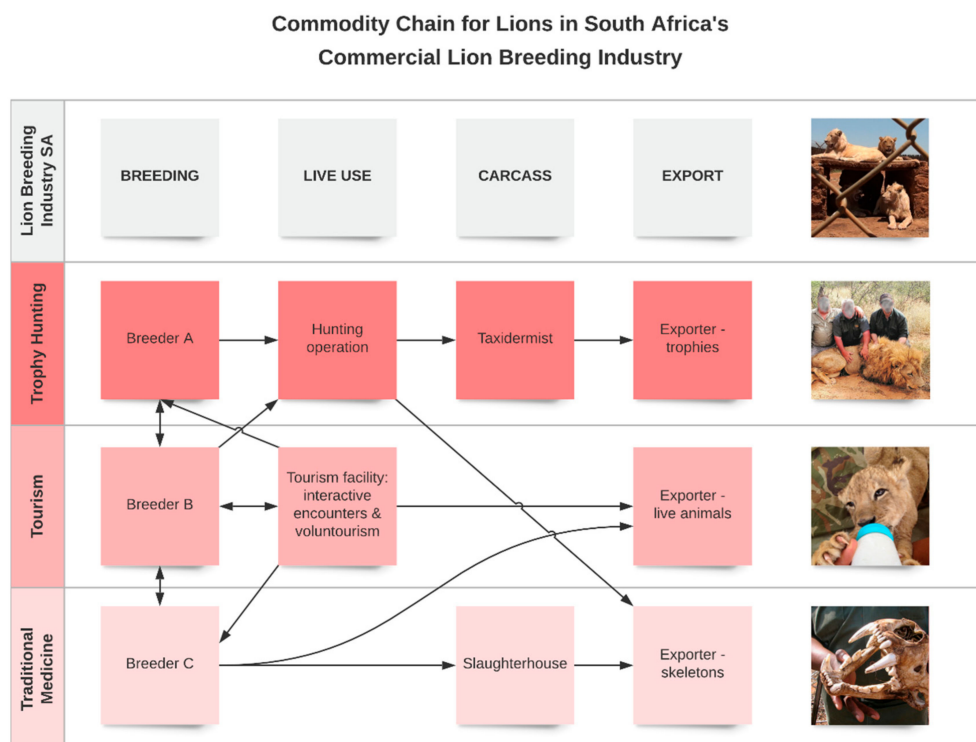 Commodity Chain for Lions in South Africa's
Commercial Lion Breeding Industry
Lion Breeding
Industry SA
BREEDING
LIVE USE
CARCASS
EXPORT
Trophy Hunting
Breeder A
Hunting
operation
Taxidermist
Exporter -
trophies
Tourism
Breeder B
Tourism facility:
interactive
encounters &
voluntourism
Exporter -
live animals
Traditional
Medicine
Breeder C
Slaughterhouse
Exporter -
skeletons